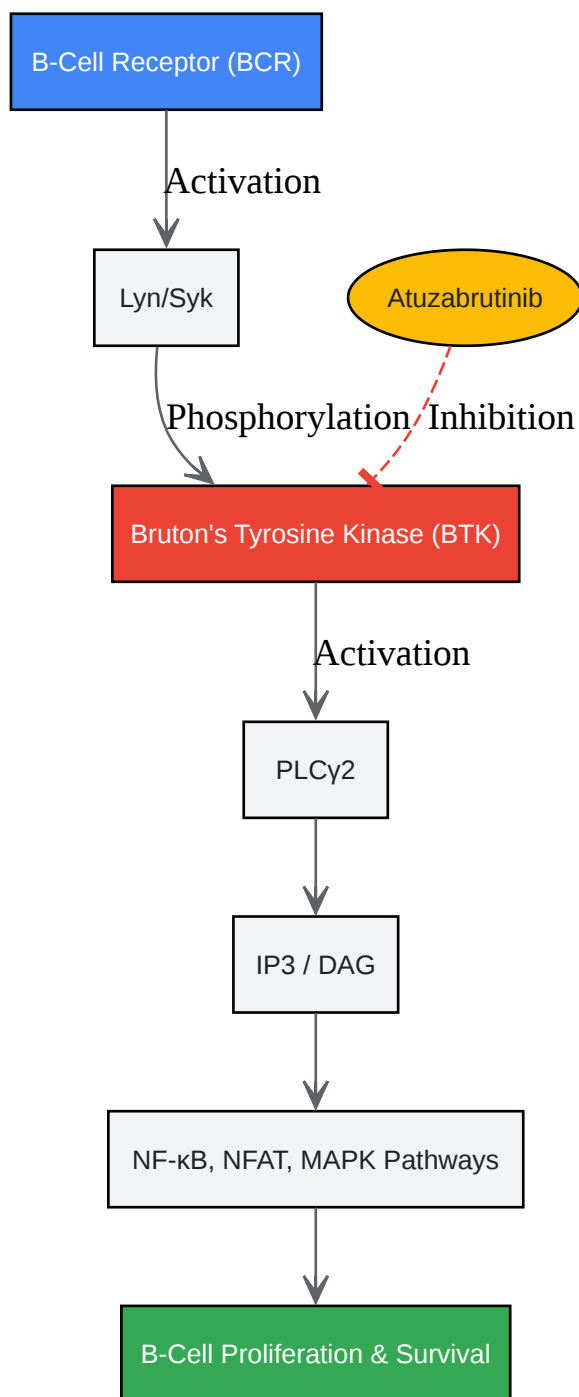 B-Cell Receptor (BCR)
Activation
Lyn/Syk
Atuzabrutinib
Phosphorylation
Inhibition
Bruton's Tyrosine Kinase (BTK)
Activation
PLCγ2
IP3 / DAG
NF-κB, NFAT, MAPK Pathways
B-Cell Proliferation & Survival